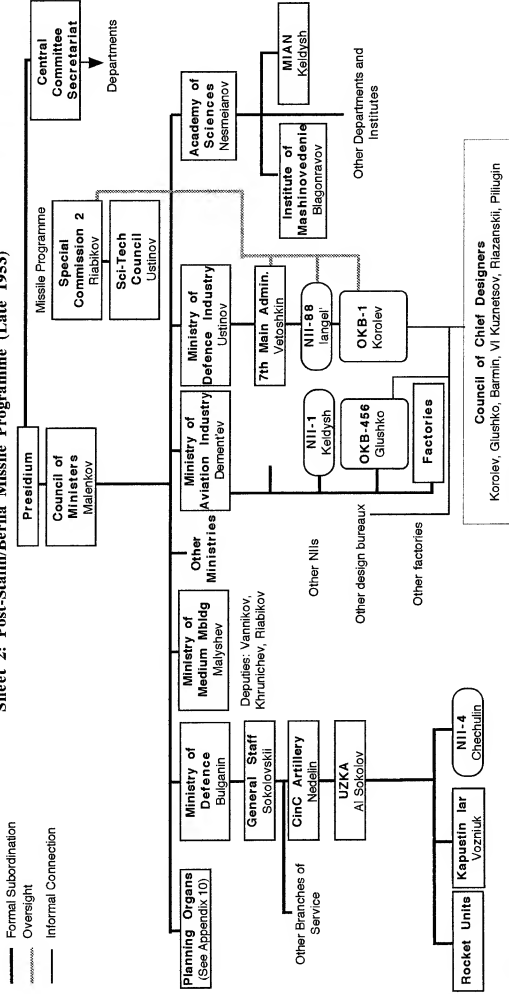 Sheet 2: Post-Stalin/Beriia Missile Programme (Late 1953)
Formal Subordination
Oversight
Informal Connection
Presidium
Central
Committee
Secretariat
Departments
Council of
Ministers
Malenkov
Missile Programme
Special
Commission 2
Riabikov
Sci-Tech
Council
Ustinov
Planning Organs
(See Appendix 10)
Ministry of
Defence
Bulganin
Ministry of
Medium Mbldg
Malyshev
Deputies: Vannikov,
Khrunichev, Riabikov
Other
Ministries
Ministry of
Aviation Industry
Dement'ev
Ministry of
Defence Industry
Ustinov
Academy of
Sciences
Nesmeianov
General Staff
Sokolovskii
Other Branches of
Service
CinC Artillery
Nedelin
UZKA
AI Sokolov
Rocket Units
Kapustin Iar
Vozniuk
NII-4
Chechulin
Other NIIs
NII-1
Keldysh
Other design bureaux
OKB-456
Glushko
Other factories
Factories
7th Main Admin.
Vetoshkin
NII-88
Iangel'
OKB-1
Korolev
Institute of
Mashinovedenie
Blagonravov
MIAN
Keldysh
Other Departments and
Institutes
Council of Chief Designers
Korolev, Glushko, Barmin, VI Kuznetsov, Riazanskii, Piliugin